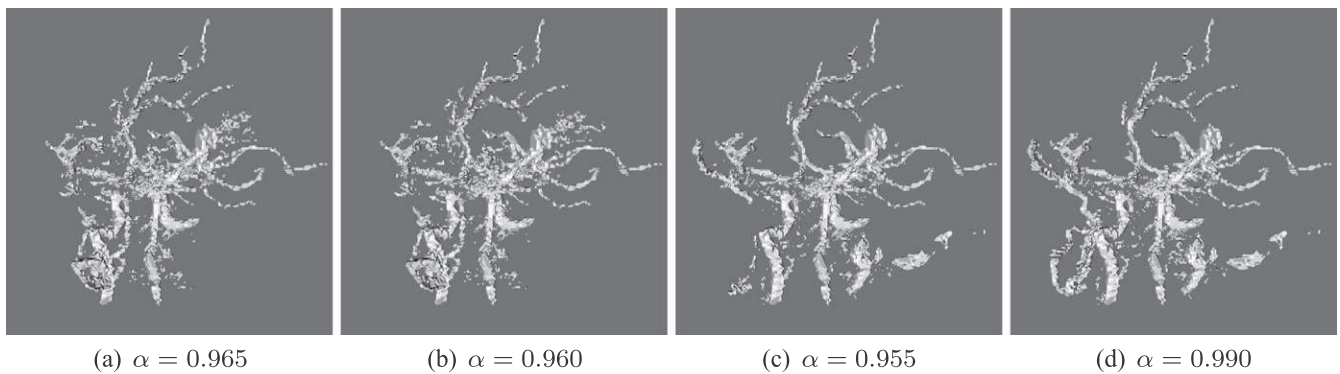 (a) α = 0.965 (b) α = 0.960 (c) α = 0.955 (d) α = 0.990